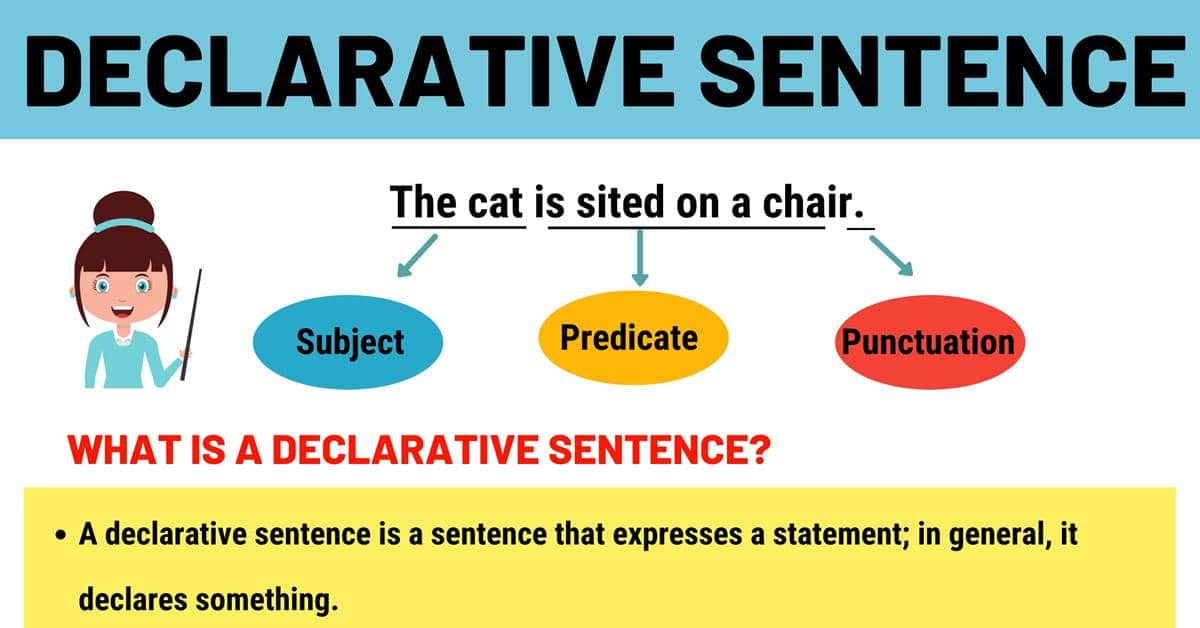 DECLARATIVE SENTENCE
The cat is sited on a chair.
Subject
Predicate
Punctuation
WHAT IS A DECLARATIVE SENTENCE?
• A declarative sentence is a sentence that expresses a statement; in general, it
declares something.